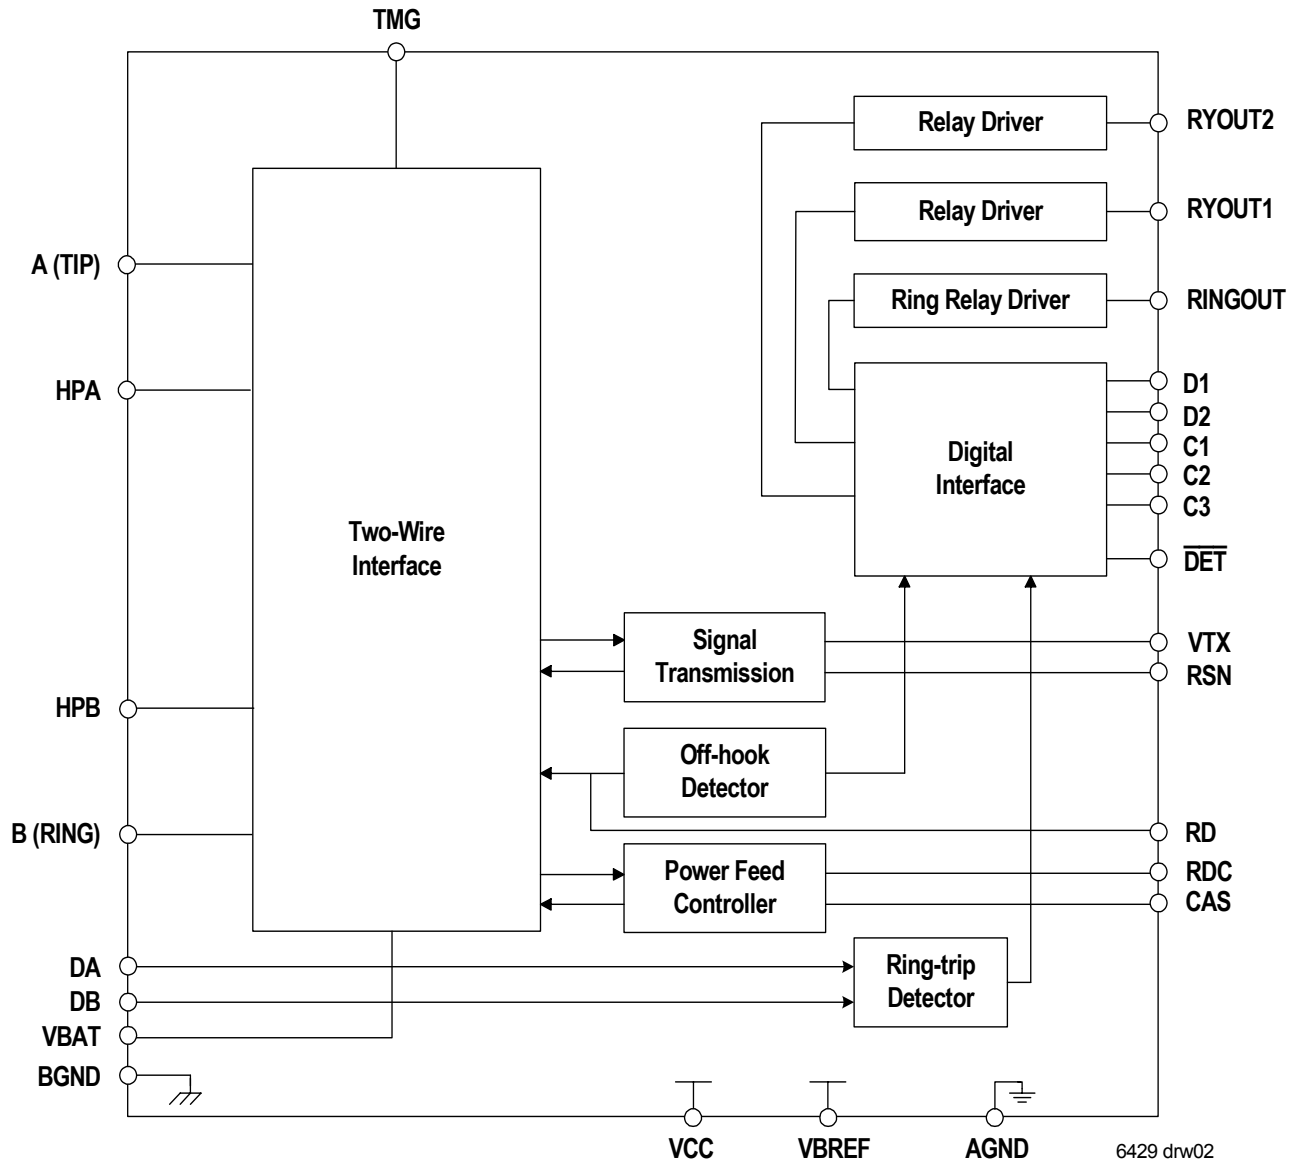 TMG
Relay Driver
RYOUT2
Relay Driver
RYOUT1
A (TIP)
Ring Relay Driver
RINGOUT
HPA
D1
D2
C1
C2
C3
D̅E̅T̅
Digital
Interface
Two-Wire
Interface
Signal
Transmission
VTX
RSN
HPB
Off-hook
Detector
B (RING)
RD
Power Feed
Controller
RDC
CAS
DA
DB
VBAT
BGND
Ring-trip
Detector
VCC
VBREF
AGND
6429 drw02